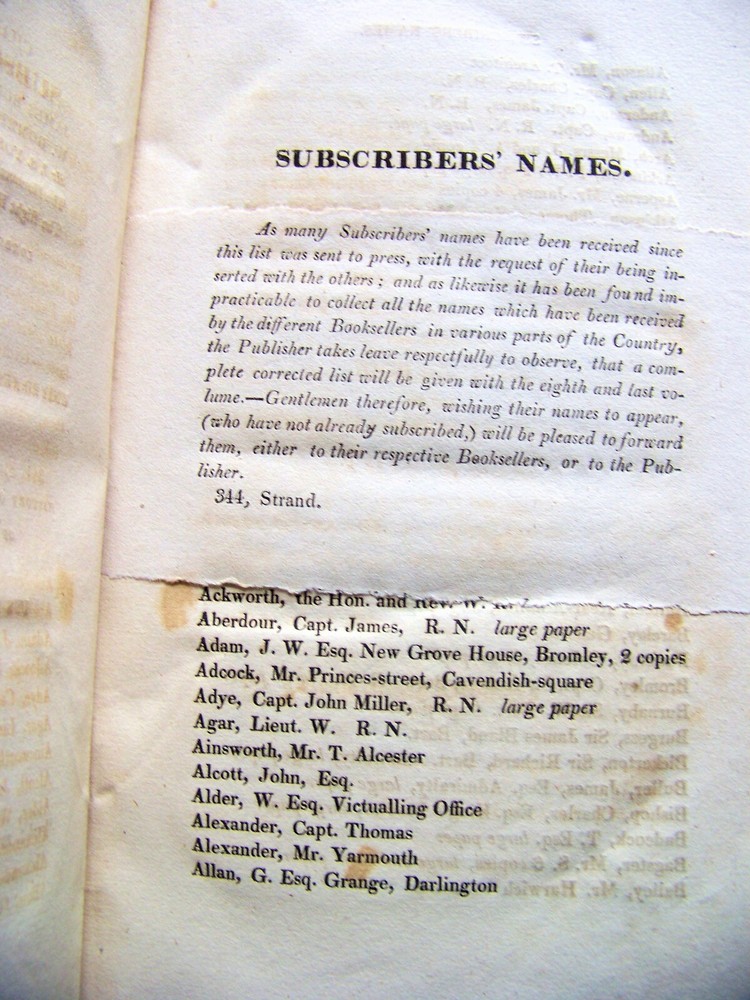 SUBSCRIBERS' NAMES.
As many Subscribers' names have been received since
this list was sent to press, with the request of their being in-
serted with the others; and as likewise it has been found im-
practicable to collect all the names which have been received
by the different Booksellers in various parts of the Country,
the Publisher takes leave respectfully to observe, that a com-
plete corrected list will be given with the eighth and last vo-
lume.—Gentlemen therefore, wishing their names to appear,
(who have not already subscribed,) will be pleased to forward
them, either to their respective Booksellers, or to the Pub-
lisher.
344, Strand.
Ackworth, the Hon. and Rev. W.
Aberdour, Capt. James, R. N. large paper
Adam, J. W. Esq. New Grove House, Bromley, 2 copies
Adcock, Mr. Princes-street, Cavendish-square
Adye, Capt. John Miller, R. N. large paper
Agar, Lieut. W. R. N.
Ainsworth, Mr. T. Alcester
Alcott, John, Esq.
Alder, W. Esq. Victualling Office
Alexander, Capt. Thomas
Alexander, Mr. Yarmouth
Allan, G. Esq. Grange, Darlington